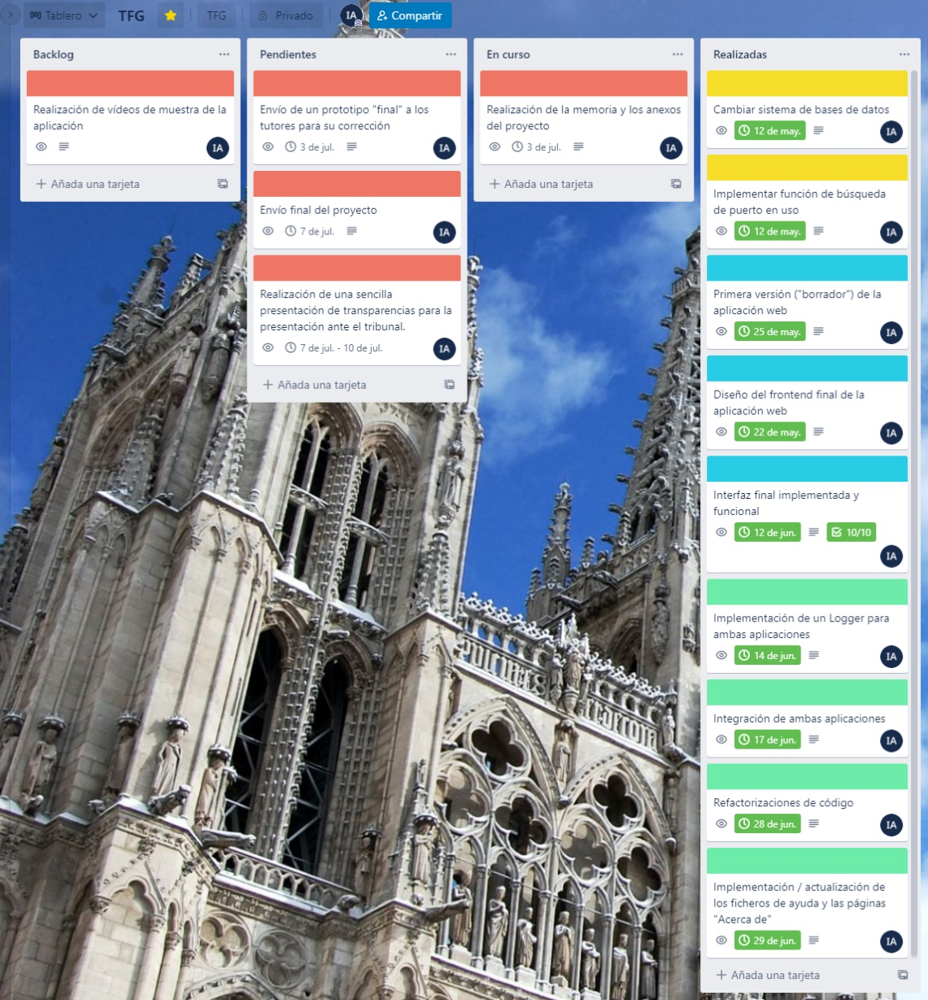 Tablero
TFG
TFG
Privado
IA
Compartir
Backlog
Realización de vídeos de muestra de la
aplicación
IA
Añada una tarjeta
Pendientes
Envío de un prototipo "final" a los
tutores para su corrección
3 de jul.
IA
Envío final del proyecto
7 de jul.
IA
Realización de una sencilla
presentación de transparencias para la
presentación ante el tribunal.
7 de jul. - 10 de jul.
IA
Añada una tarjeta
En curso
Realización de la memoria y los anexos
del proyecto
3 de jul.
IA
Añada una tarjeta
Realizadas
Cambiar sistema de bases de datos
12 de may.
IA
Implementar función de búsqueda
de puerto en uso
12 de may.
IA
Primera versión ("borrador") de la
aplicación web
25 de may.
IA
Diseño del frontend final de la
aplicación web
22 de may.
IA
Interfaz final implementada y
funcional
12 de jun.
10/10
IA
Implementación de un Logger para
ambas aplicaciones
14 de jun.
IA
Integración de ambas aplicaciones
17 de jun.
IA
Refactorizaciones de código
28 de jun.
IA
Implementación / actualización de
los ficheros de ayuda y las páginas
"Acerca de"
29 de jun.
IA
Añada una tarjeta